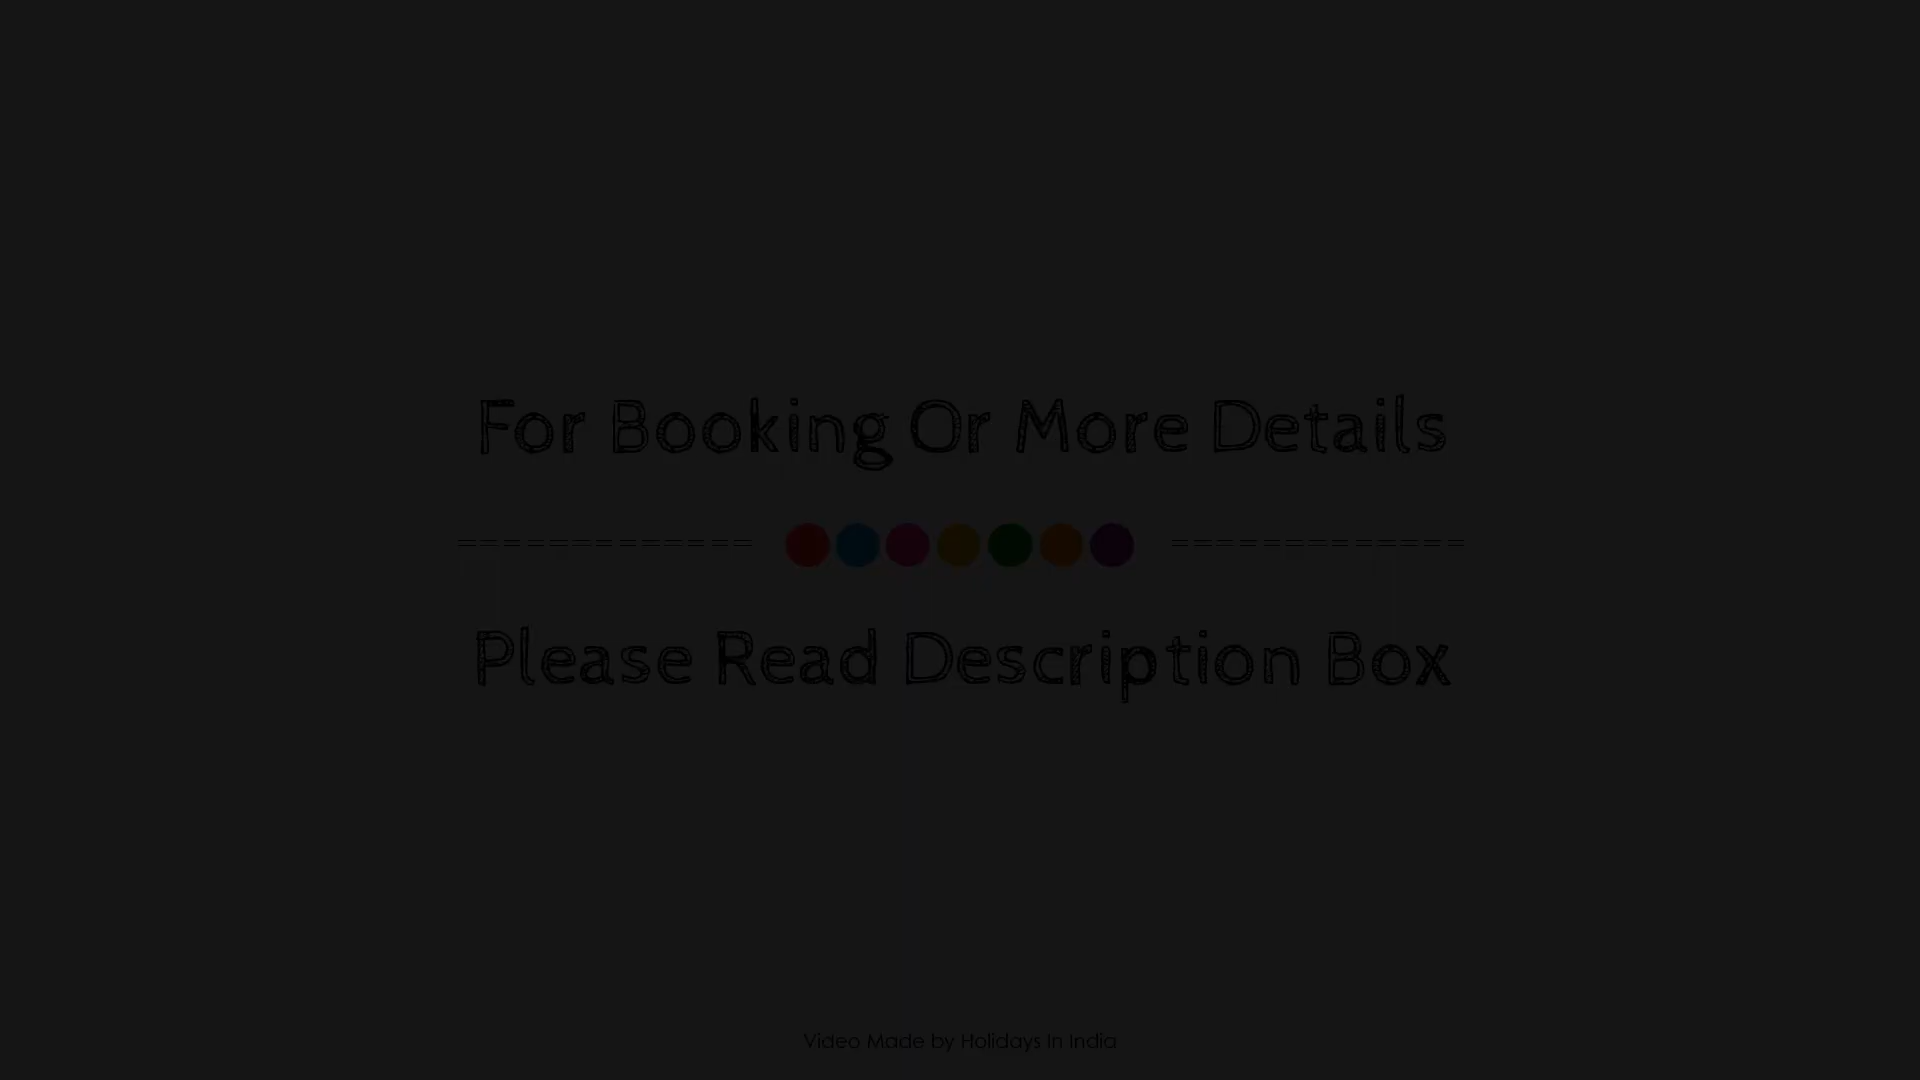 For Booking Or More Details
============= =============
Please Read Description Box
Video Made by Holidays In India